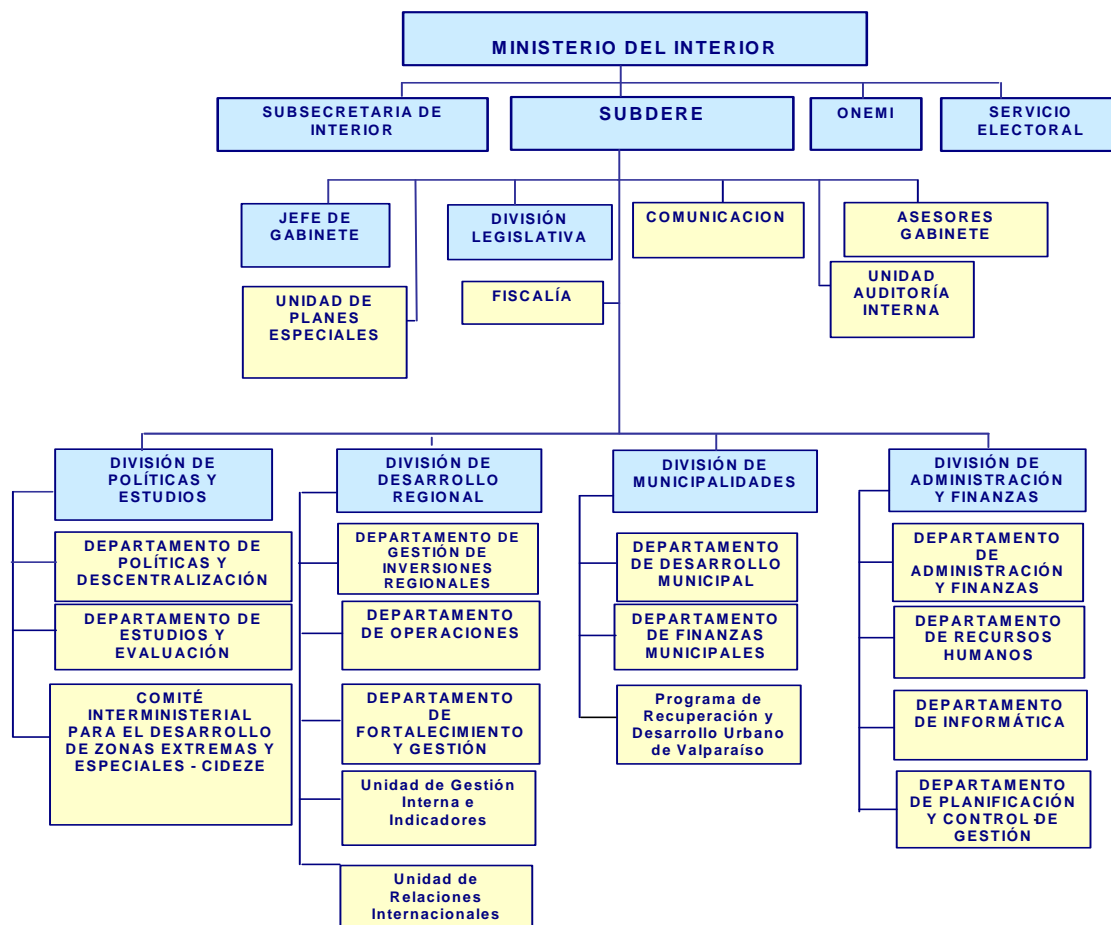 MINISTERIO DEL INTERIOR
SUBSECRETARIA DE
INTERIOR
SUBDERE
ONEMI
SERVICIO
ELECTORAL
JEFE DE
GABINETE
DIVISIÓN
LEGISLATIVA
COMUNICACION
ASESORES
GABINETE
UNIDAD DE
PLANES
ESPECIALES
FISCALÍA
UNIDAD
AUDITORÍA
INTERNA
DIVISIÓN DE
POLÍTICAS Y
ESTUDIOS
DEPARTAMENTO DE
POLÍTICAS Y
DESCENTRALIZACIÓN
DEPARTAMENTO DE
ESTUDIOS Y
EVALUACIÓN
COMITÉ
INTERMINISTERIAL
PARA EL DESARROLLO
DE ZONAS EXTREMAS Y
ESPECIALES - CIDEZE
DIVISIÓN DE
DESARROLLO
REGIONAL
DEPARTAMENTO DE
GESTIÓN DE
INVERSIONES
REGIONALES
DEPARTAMENTO
DE OPERACIONES
DEPARTAMENTO
DE
FORTALECIMIENTO
Y GESTIÓN
Unidad de Gestión
Interna e
Indicadores
Unidad de
Relaciones
Internacionales
DIVISIÓN DE
MUNICIPALIDADES
DEPARTAMENTO
DE DESARROLLO
MUNICIPAL
DEPARTAMENTO
DE FINANZAS
MUNICIPALES
Programa de
Recuperación y
Desarrollo Urbano
de Valparaíso
DIVISIÓN DE
ADMINISTRACIÓN
Y FINANZAS
DEPARTAMENTO
DE
ADMINISTRACIÓN
Y FINANZAS
DEPARTAMENTO
DE RECURSOS
HUMANOS
DEPARTAMENTO
DE INFORMÁTICA
DEPARTAMENTO
DE PLANIFICACIÓN
Y CONTROL DE
GESTIÓN